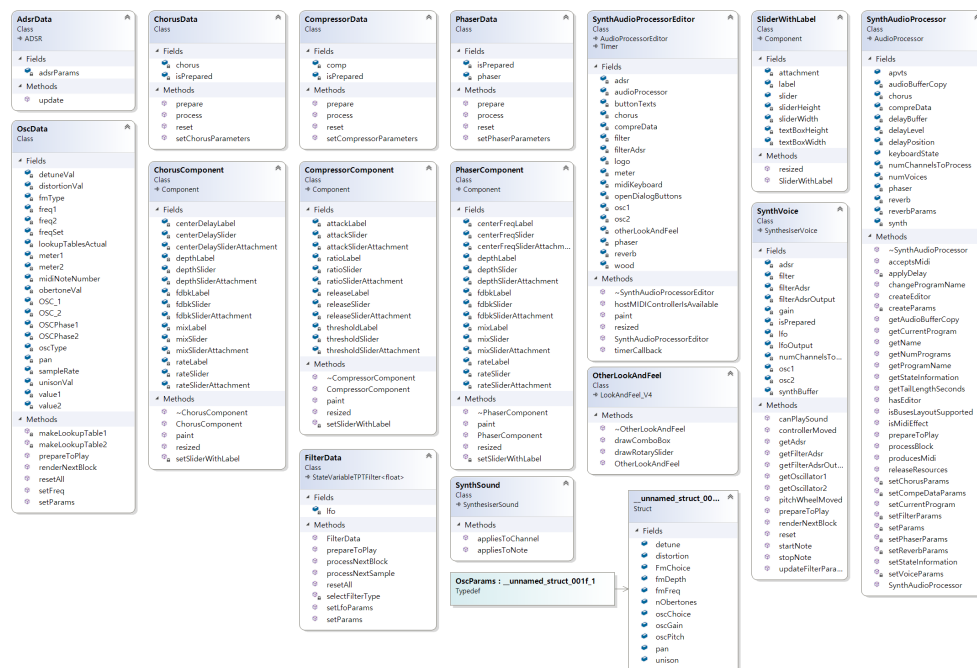 AdsrData
Class
ADSR
Fields
adsrParams
Methods
update
OscData
Class
Fields
detuneVal
distortionVal
fmType
freq1
freq2
freqSet
lookupTablesActual
meter1
meter2
midiNoteNumber
obertoneVal
OSC_1
OSC_2
OSCPhase1
OSCPhase2
oscType
pan
sampleRate
unisonVal
value1
value2
Methods
makeLookupTable1
makeLookupTable2
prepareToPlay
renderNextBlock
resetAll
setFreq
setParams
ChorusData
Class
Fields
chorus
isPrepared
Methods
prepare
process
reset
setChorusParameters
ChorusComponent
Class
Component
Fields
centerDelayLabel
centerDelaySlider
centerDelaySliderAttachment
depthLabel
depthSlider
depthSliderAttachment
fdbkLabel
fdbkSlider
fdbkSliderAttachment
mixLabel
mixSlider
mixSliderAttachment
rateLabel
rateSlider
rateSliderAttachment
Methods
~ChorusComponent
ChorusComponent
paint
resized
setSliderWithLabel
CompressorData
Class
Fields
comp
isPrepared
Methods
prepare
process
reset
setCompressorParameters
CompressorComponent
Class
Component
Fields
attackLabel
attackSlider
attackSliderAttachment
ratioLabel
ratioSlider
ratioSliderAttachment
releaseLabel
releaseSlider
releaseSliderAttachment
thresholdLabel
thresholdSlider
thresholdSliderAttachment
Methods
~CompressorComponent
CompressorComponent
paint
resized
setSliderWithLabel
FilterData
Class
StateVariableTPTFilter<float>
Fields
lfo
Methods
FilterData
prepareToPlay
processNextBlock
processNextSample
resetAll
selectFilterType
setLfoParams
setParams
PhaserData
Class
Fields
isPrepared
phaser
Methods
prepare
process
reset
setPhaserParameters
PhaserComponent
Class
Component
Fields
centerFreqLabel
centerFreqSlider
centerFreqSliderAttachm...
depthLabel
depthSlider
depthSliderAttachment
fdbkLabel
fdbkSlider
fdbkSliderAttachment
mixLabel
mixSlider
mixSliderAttachment
rateLabel
rateSlider
rateSliderAttachment
Methods
~PhaserComponent
paint
PhaserComponent
resized
setSliderWithLabel
SynthSound
Class
SynthesiserSound
Methods
appliesToChannel
appliesToNote
OscParams : __unnamed_struct_001f_1
Typedef
SynthAudioProcessorEditor
Class
AudioProcessorEditor
Timer
Fields
adsr
audioProcessor
buttonTexts
chorus
compreData
filter
filterAdsr
logo
meter
midiKeyboard
openDialogButtons
osc1
osc2
otherLookAndFeel
phaser
reverb
wood
Methods
~SynthAudioProcessorEditor
hostMIDIControllerIsAvailable
paint
resized
SynthAudioProcessorEditor
timerCallback
OtherLookAndFeel
Class
LookAndFeel_V4
Methods
~OtherLookAndFeel
drawComboBox
drawRotarySlider
OtherLookAndFeel
__unnamed_struct_00...
Struct
Fields
detune
distortion
FmChoice
fmDepth
fmFreq
nObertones
oscChoice
oscGain
oscPitch
pan
unison
SliderWithLabel
Class
Component
Fields
attachment
label
slider
sliderHeight
sliderWidth
textBoxHeight
textBoxWidth
Methods
resized
SliderWithLabel
SynthVoice
Class
SynthesiserVoice
Fields
adsr
filter
filterAdsr
filterAdsrOutput
gain
isPrepared
lfo
lfoOutput
numChannelsTo...
osc1
osc2
synthBuffer
Methods
canPlaySound
controllerMoved
getAdsr
getFilterAdsr
getFilterAdsrOut...
getOscillator1
getOscillator2
pitchWheelMoved
prepareToPlay
renderNextBlock
reset
startNote
stopNote
updateFilterPara...
SynthAudioProcessor
Class
AudioProcessor
Fields
apvts
audioBufferCopy
chorus
compreData
delayBuffer
delayLevel
delayPosition
keyboardState
numChannelsToProcess
numVoices
phaser
reverb
reverbParams
synth
Methods
~SynthAudioProcessor
acceptsMidi
applyDelay
changeProgramName
createEditor
createParams
getAudioBufferCopy
getCurrentProgram
getName
getNumPrograms
getProgramName
getStateInformation
getTailLengthSeconds
hasEditor
isBusesLayoutSupported
isMidiEffect
prepareToPlay
processBlock
producesMidi
releaseResources
setChorusParams
setCompeDataParams
setCurrentProgram
setFilterParams
setParams
setPhaserParams
setReverbParams
setStateInformation
setVoiceParams
SynthAudioProcessor